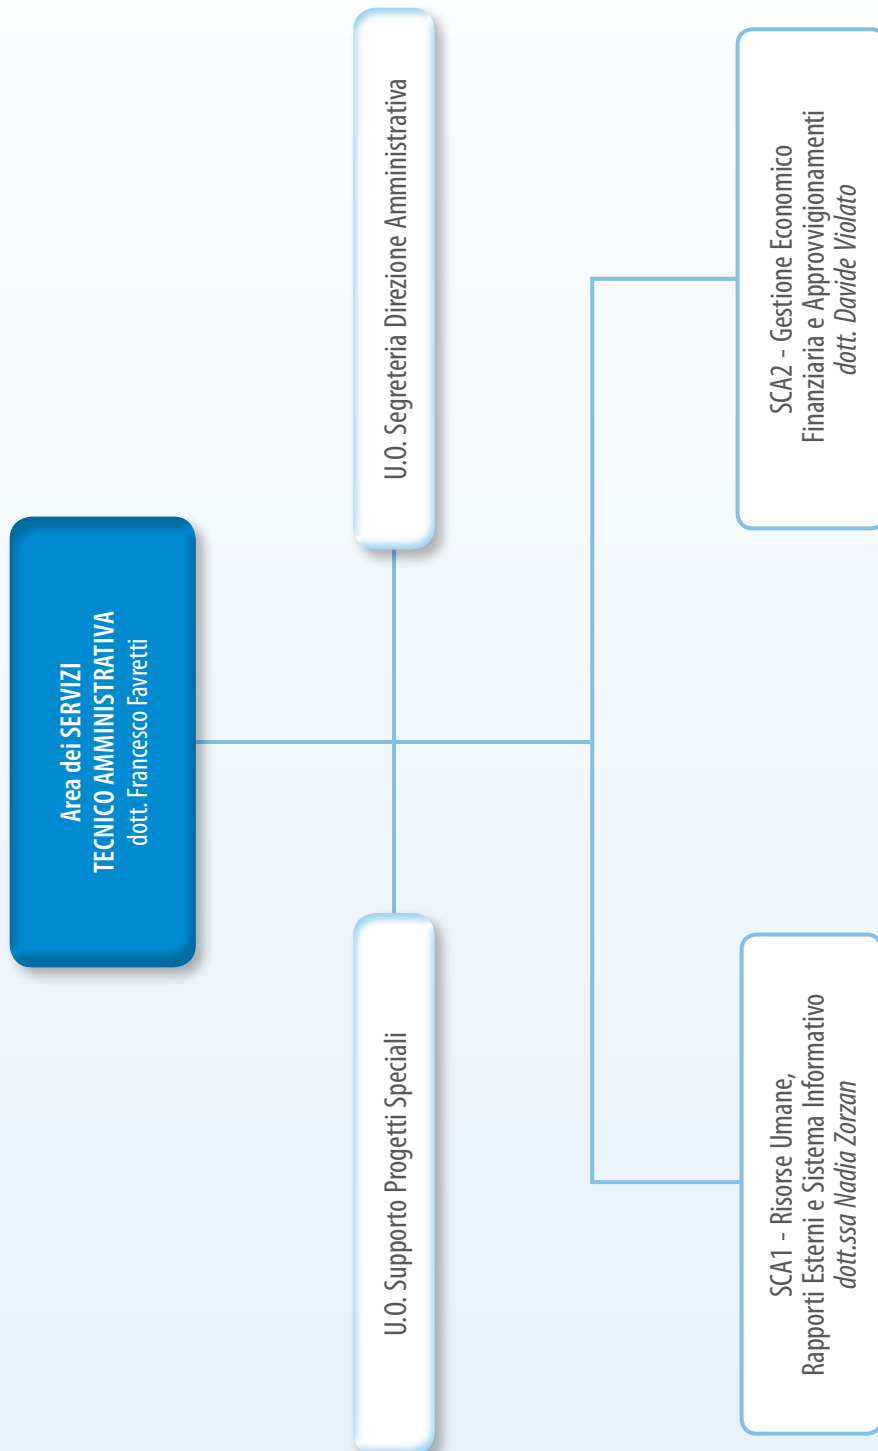 Area dei SERVIZI
TECNICO AMMINISTRATIVA
dott. Francesco Favretti
U.O. Supporto Progetti Speciali
U.O. Segreteria Direzione Amministrativa
SCA1 - Risorse Umane,
Rapporti Esterni e Sistema Informativo
dott.ssa Nadia Zorzan
SCA2 - Gestione Economico
Finanziaria e Approvvigionamenti
dott. Davide Violato